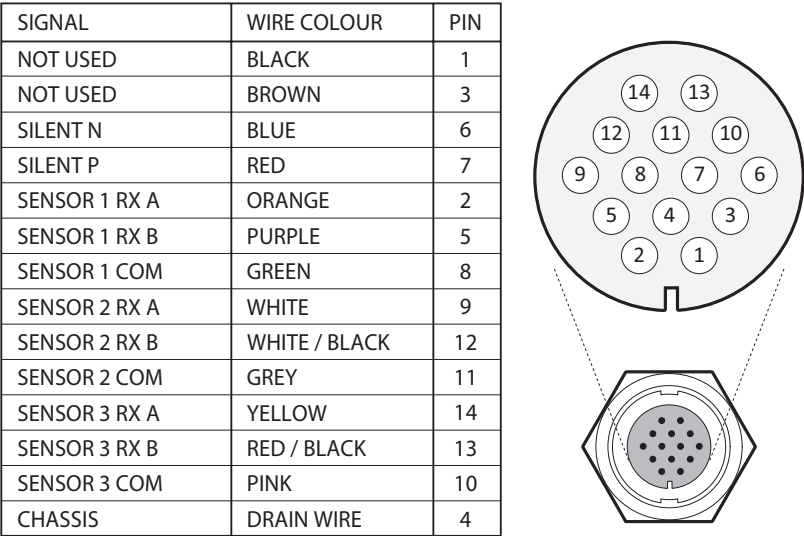 SIGNAL WIRE COLOUR PIN
NOT USED BLACK 1
NOT USED BROWN 3
SILENT N BLUE 6
SILENT P RED 7
SENSOR 1 RX A ORANGE 2
SENSOR 1 RX B PURPLE 5
SENSOR 1 COM GREEN 8
SENSOR 2 RX A WHITE 9
SENSOR 2 RX B WHITE / BLACK 12
SENSOR 2 COM GREY 11
SENSOR 3 RX A YELLOW 14
SENSOR 3 RX B RED / BLACK 13
SENSOR 3 COM PINK 10
CHASSIS DRAIN WIRE 4
14 13
12 11 10
9 8 7 6
5 4 3
2 1